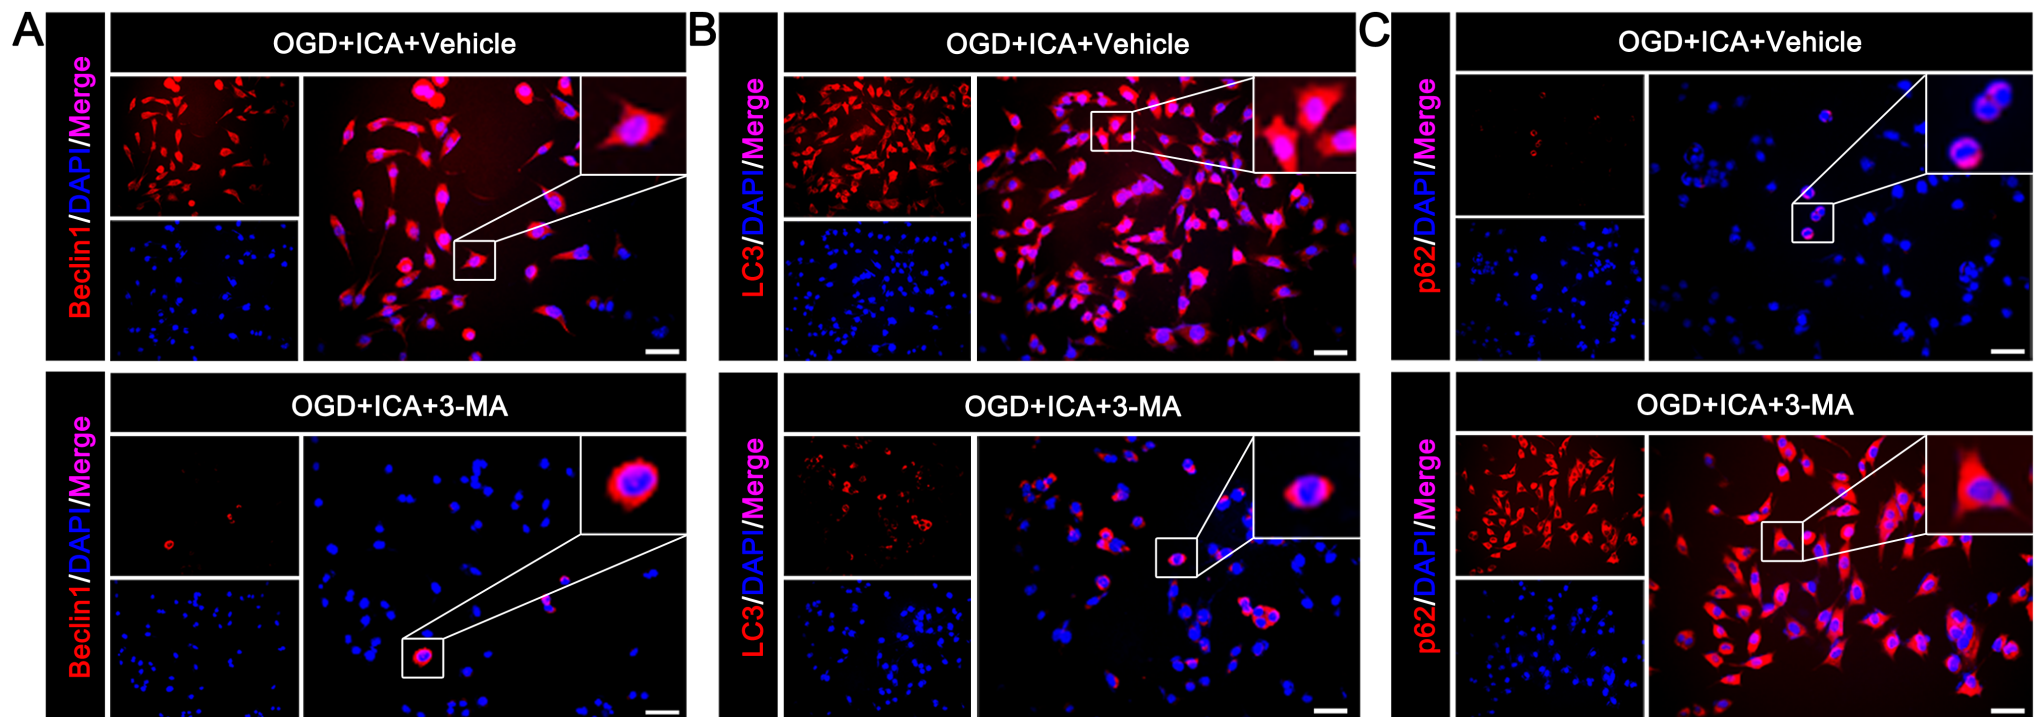 A
OGD+ICA+Vehicle
Beclin1/DAPI/Merge
B
OGD+ICA+Vehicle
LC3/DAPI/Merge
C
OGD+ICA+Vehicle
p62/DAPI/Merge
OGD+ICA+3-MA
Beclin1/DAPI/Merge
OGD+ICA+3-MA
LC3/DAPI/Merge
OGD+ICA+3-MA
p62/DAPI/Merge